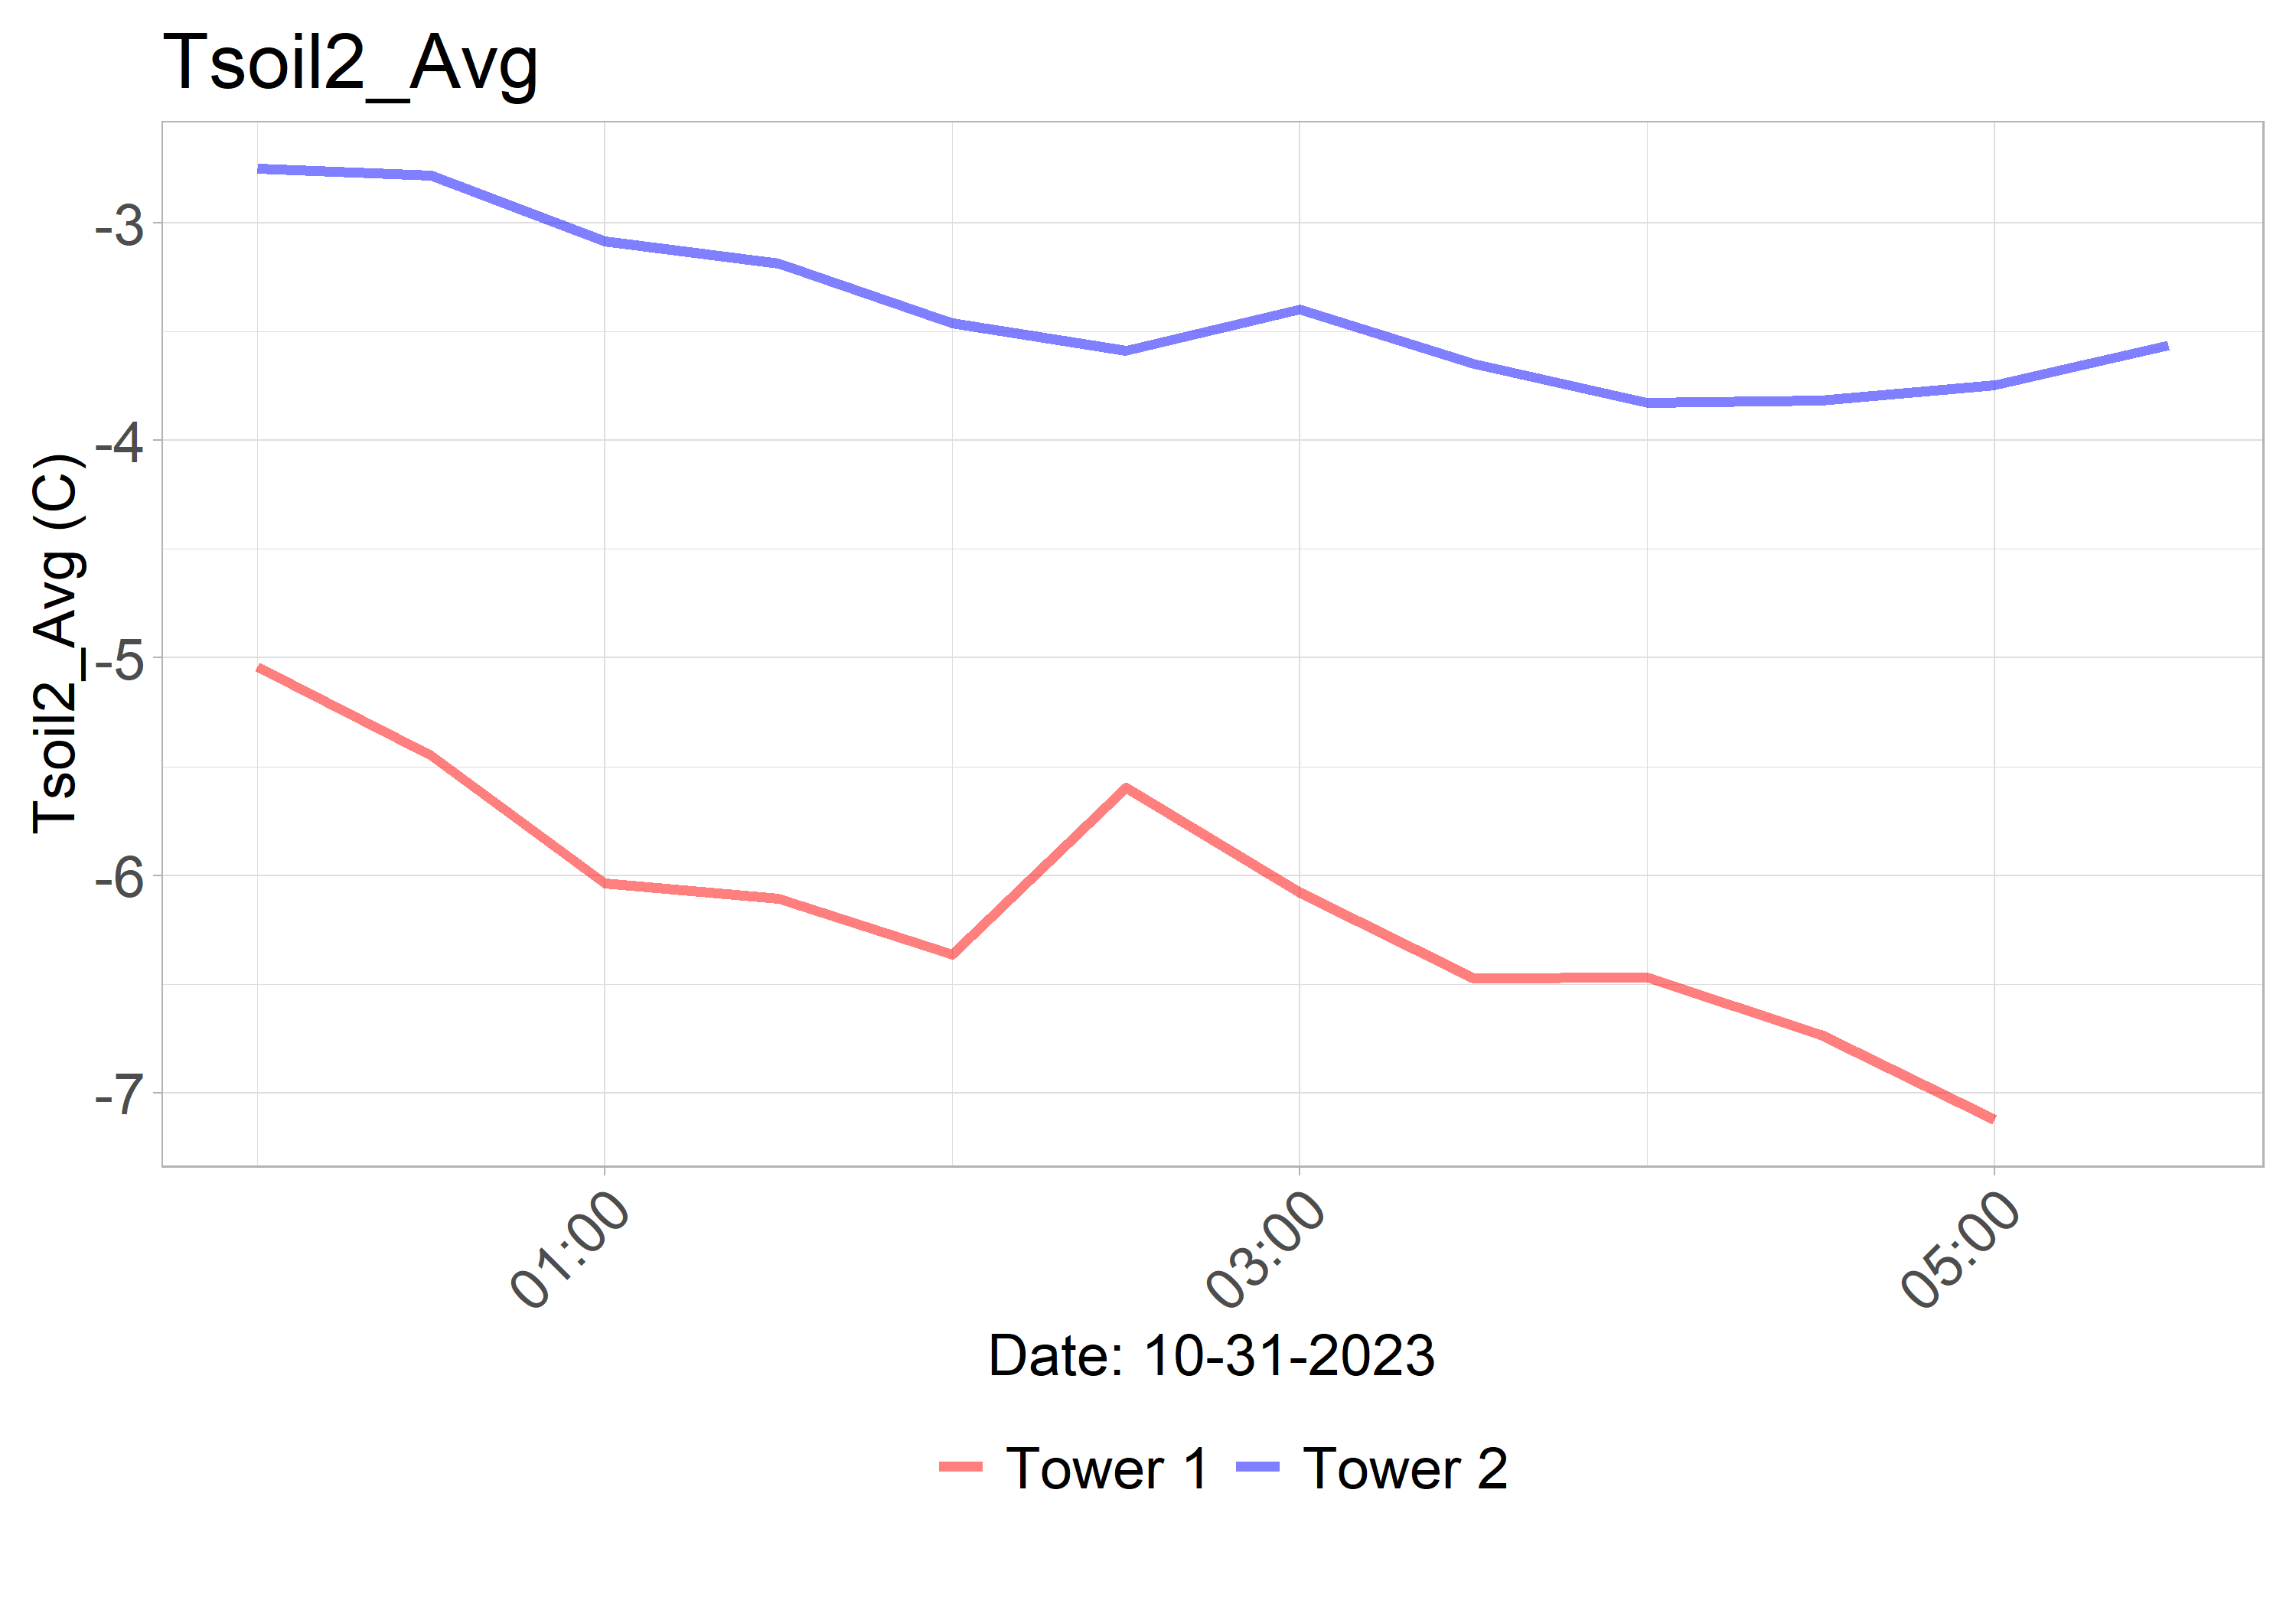 Tsoil2_Avg
Tsoil2_Avg (C)
-3
-4
-5
-6
-7
01:00
03:00
05:00
Date: 10-31-2023
Tower 1
Tower 2